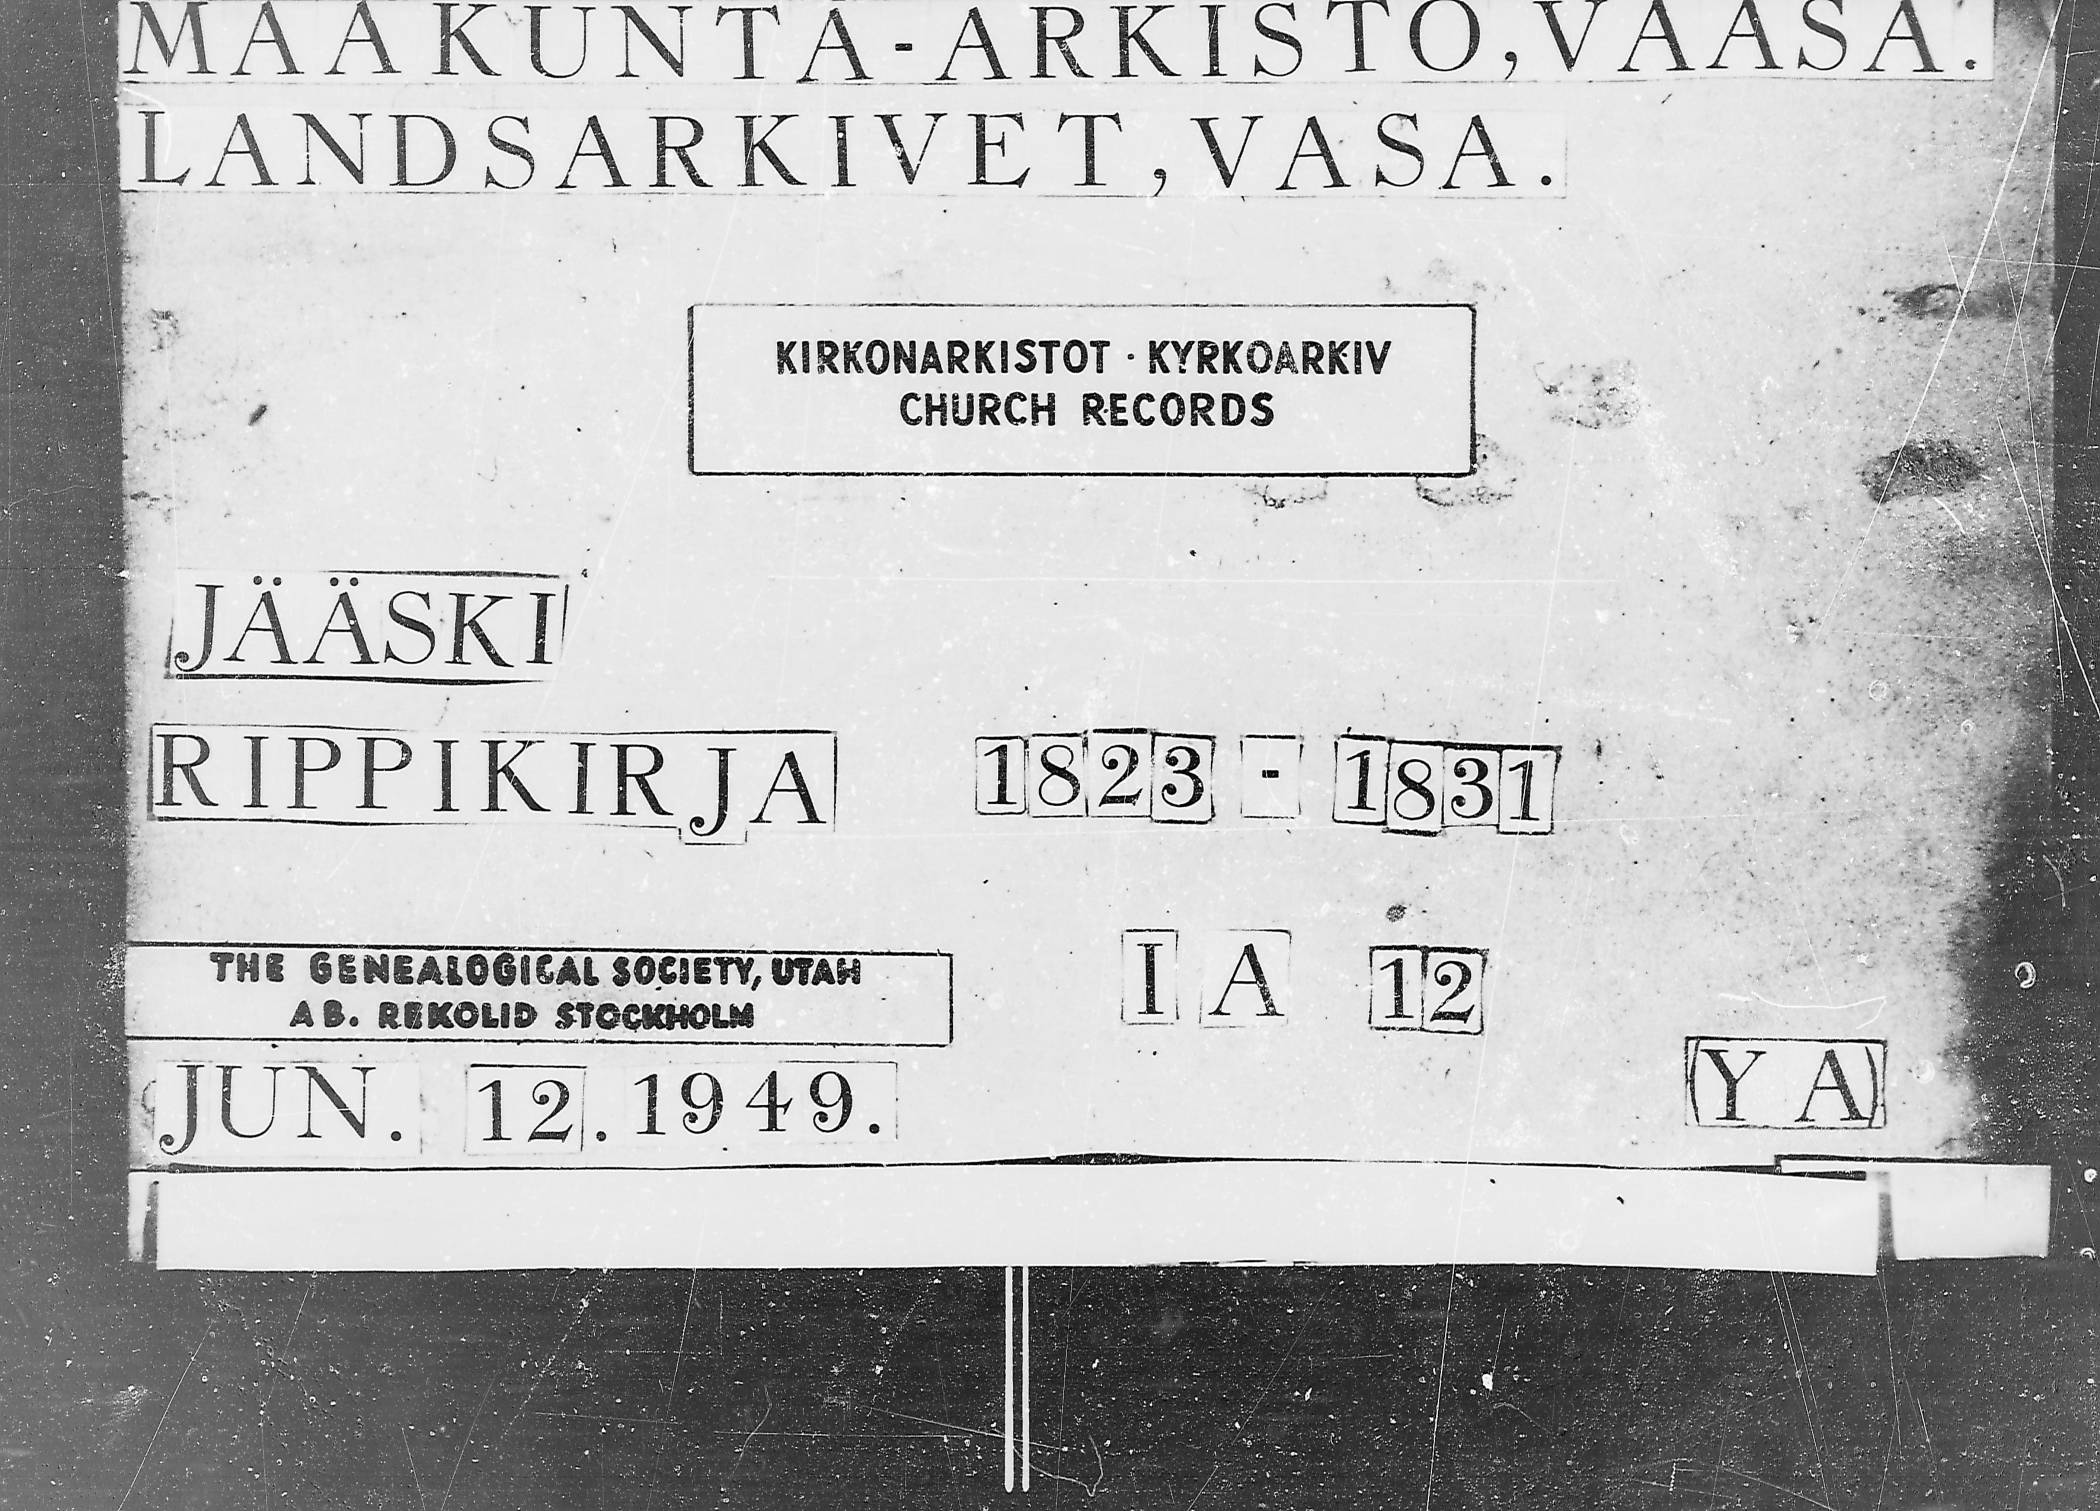 MAAKUNTA-ARKISTO, VAASA.
LANDSARKIVET, VASA.
KIRKONARKISTOT · KYRKOARKIV
CHURCH RECORDS
JÄÄSKI
RIPPIKIRJA 1823 - 1831
I A 12
THE GENEALOGICAL SOCIETY, UTAH
AB. REKOLID STOCKHOLM
JUN. 12. 1949.
(YA)